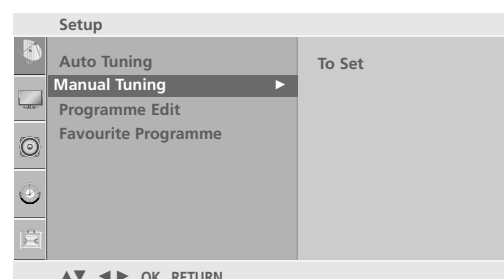 Setup
Auto Tuning
To Set
Manual Tuning ►
Programme Edit
Favourite Programme
▲▼ ◄► OK RETURN